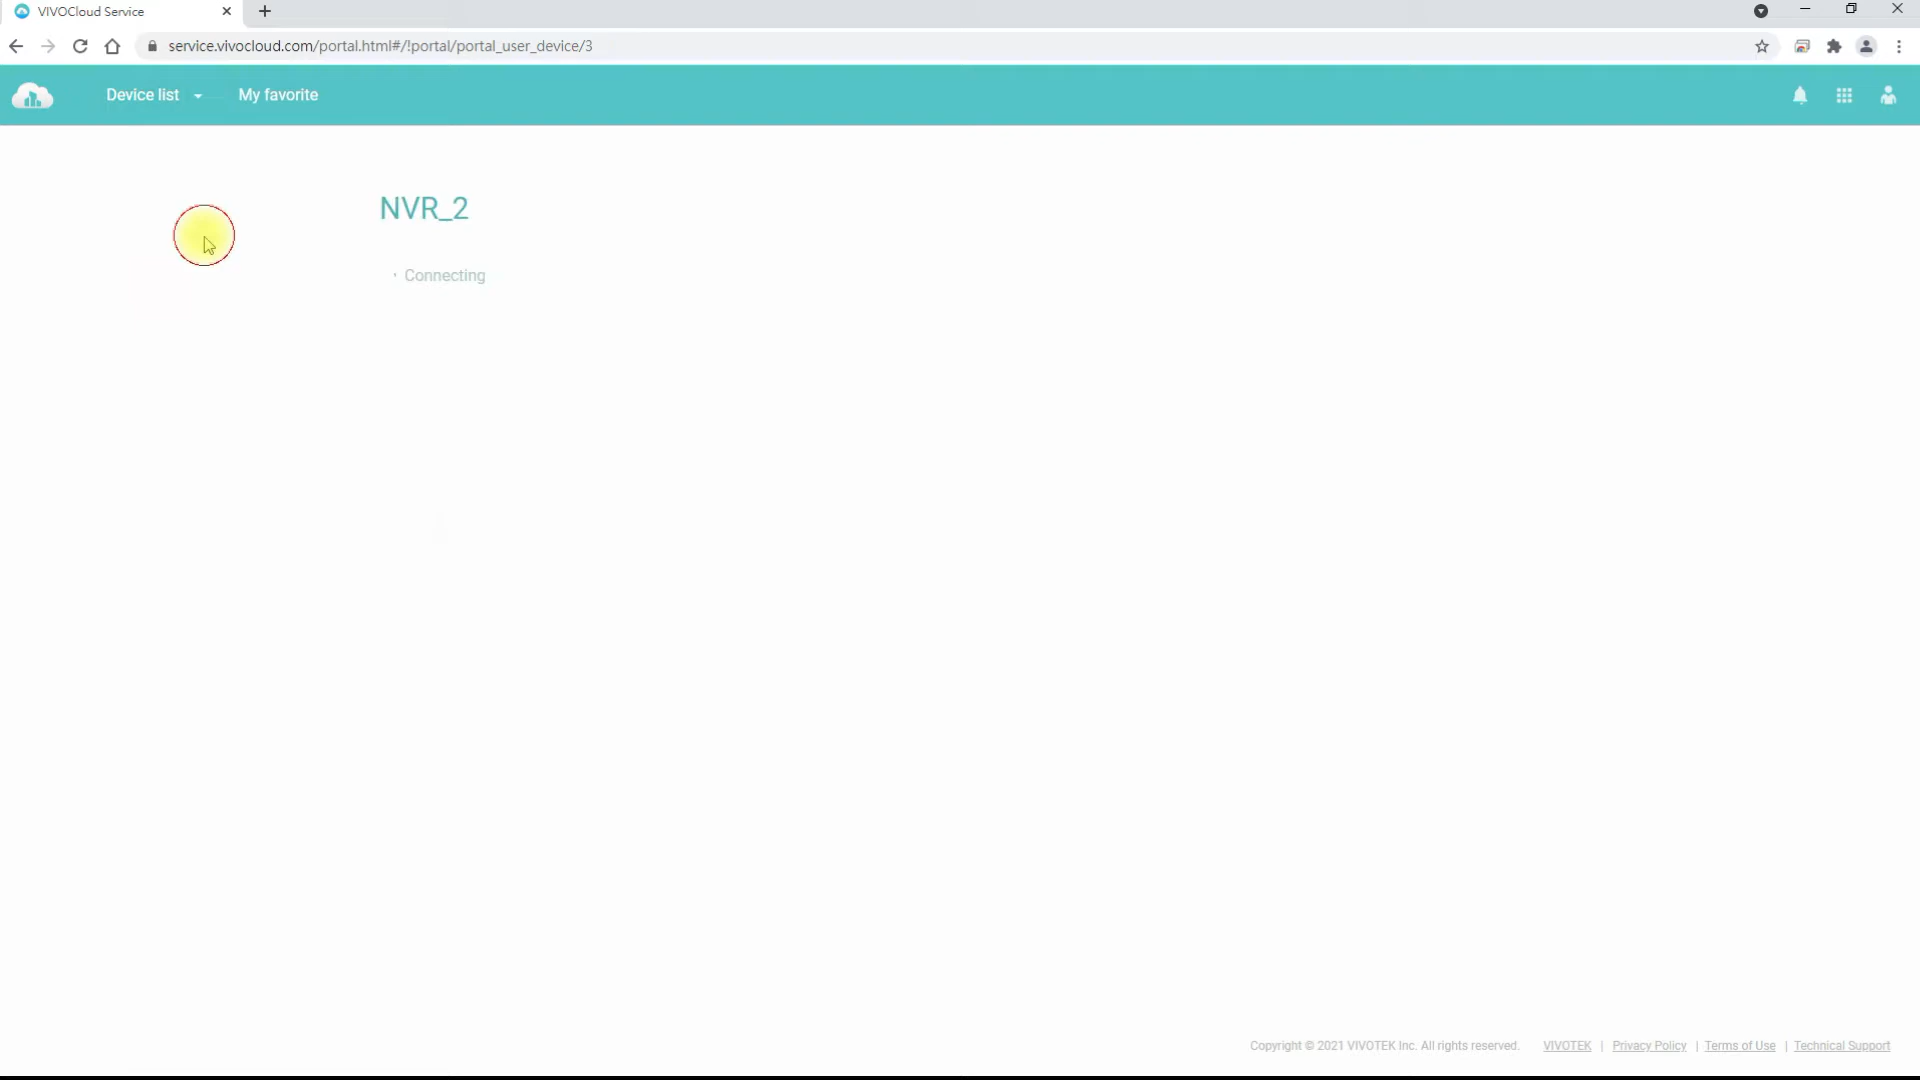 VIVOCloud Service
service.vivocloud.com/portal.html#/!portal/portal_user_device/3
Device list My favorite
NVR_2
Connecting
Copyright © 2021 VIVOTEK Inc. All rights reserved. VIVOTEK | Privacy Policy | Terms of Use | Technical Support